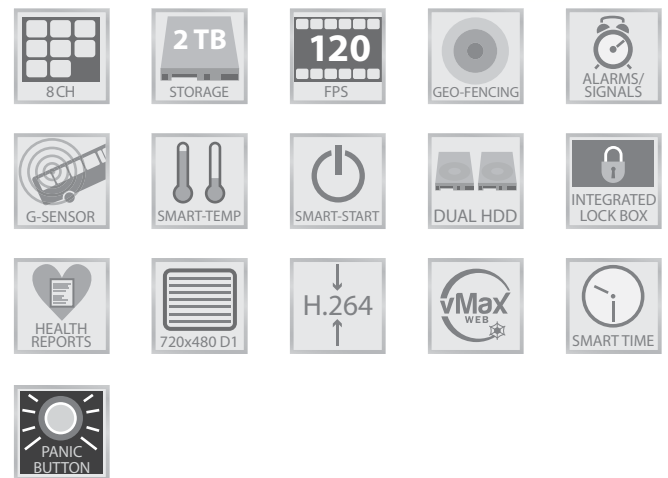 8 CH
2 TB
STORAGE
120
FPS
GEO-FENCING
ALARMS/
SIGNALS
G-SENSOR
SMART-TEMP
SMART-START
DUAL HDD
INTEGRATED
LOCK BOX
HEALTH
REPORTS
720x480 D1
H.264
vMax
WEB
SMART TIME
PANIC
BUTTON